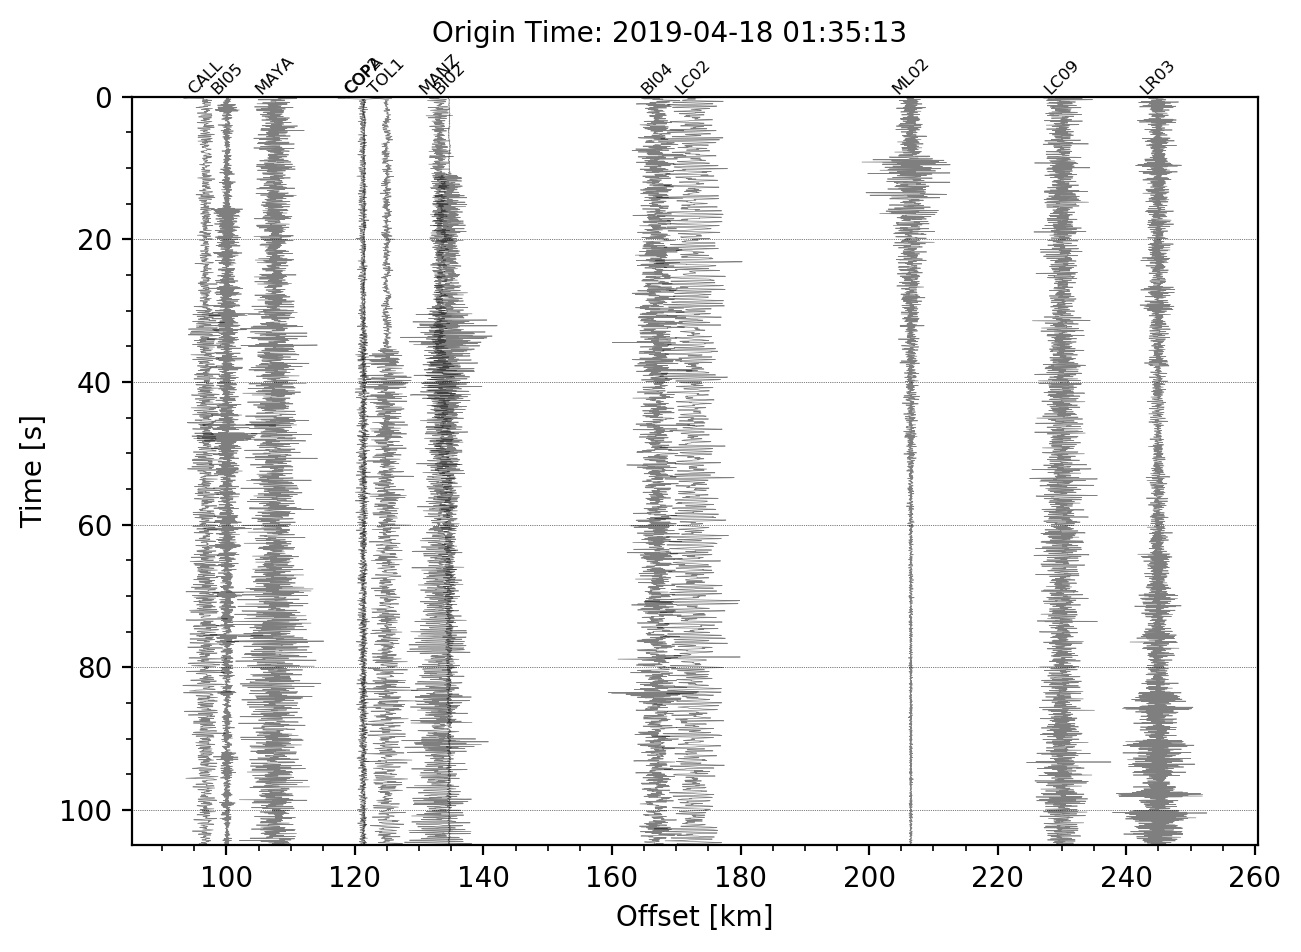 Origin Time: 2019-04-18 01:35:13
CALL BI05 MAYA TOL1 MANZ BI02 BI04 LC02 ML02 LC09 LR03
0
20
40
60
80
100
Time [s]
100 120 140 160 180 200 220 240 260
Offset [km]